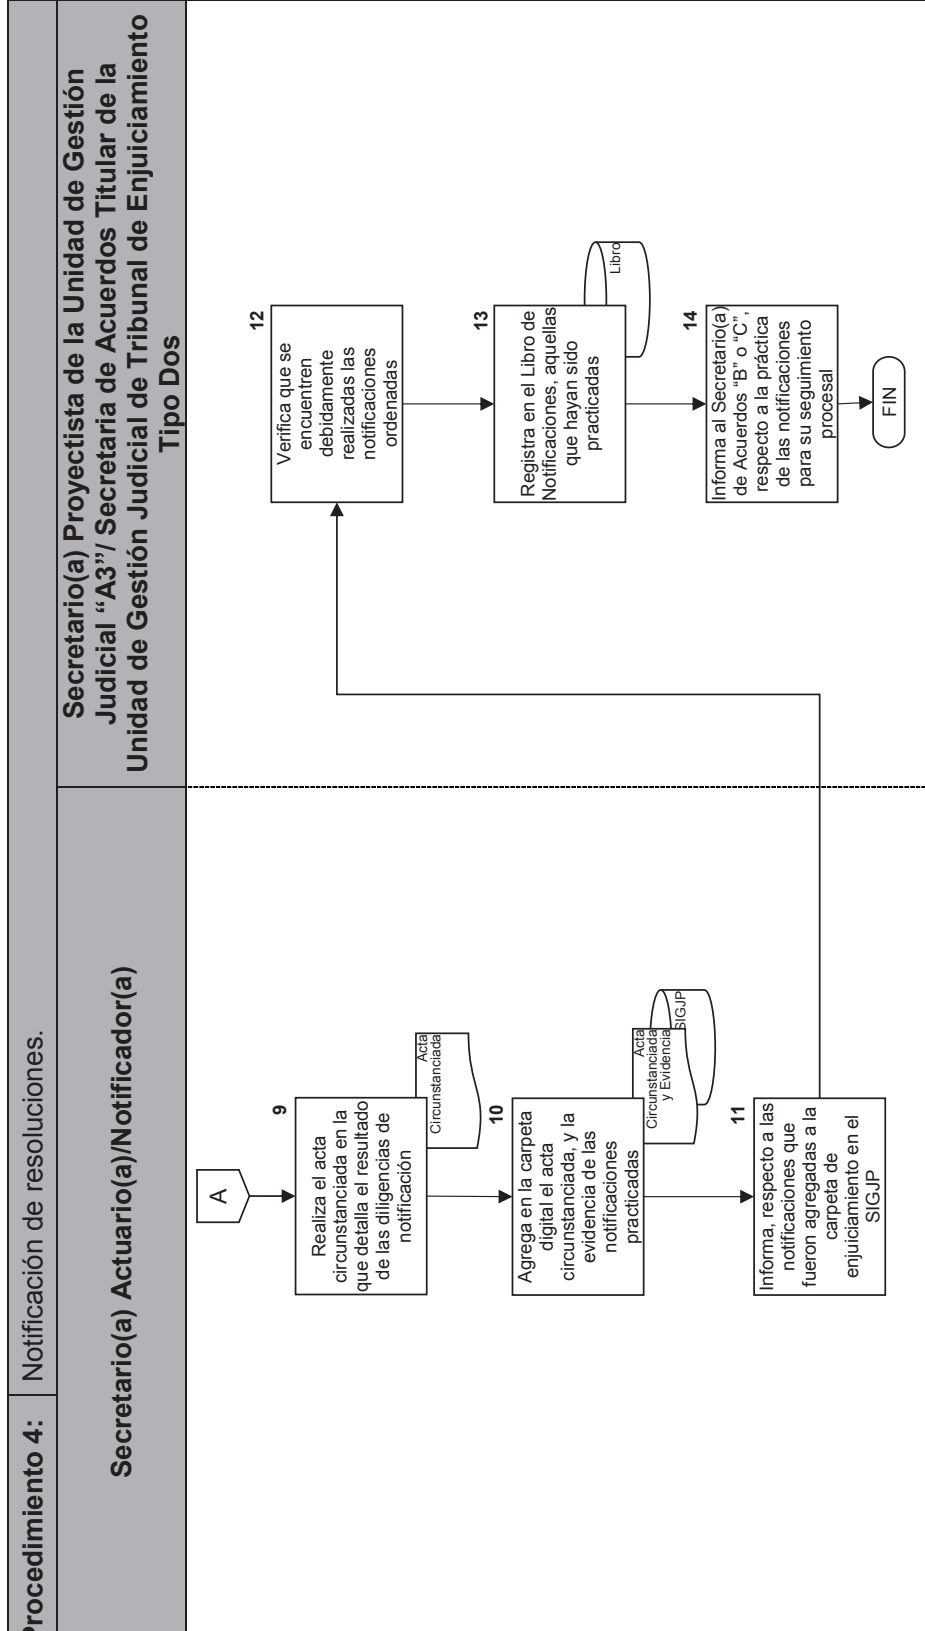 Procedimiento 4:
Notificación de resoluciones.
Secretario(a) Actuario(a)/Notificador(a)
Secretario(a) Proyectista de la Unidad de Gestión
Judicial “A3”/ Secretaria de Acuerdos Titular de la
Unidad de Gestión Judicial de Tribunal de Enjuiciamiento
Tipo Dos
A
9
Realiza el acta
circunstanciada en la
que detalla el resultado
de las diligencias de
notificación
Acta
Circunstanciada
10
Agrega en la carpeta
digital el acta
circunstanciada, y la
evidencia de las
notificaciones
practicadas
Acta
Circunstanciada
y Evidencia
SIGJP
11
Informa, respecto a las
notificaciones que
fueron agregadas a la
carpeta de
enjuiciamiento en el
SIGJP
12
Verifica que se
encuentren
debidamente
realizadas las
notificaciones
ordenadas
13
Registra en el Libro de
Notificaciones, aquellas
que hayan sido
practicadas
Libro
14
Informa al Secretario(a)
de Acuerdos “B” o “C”,
respecto a la práctica
de las notificaciones
para su seguimiento
procesal
FIN